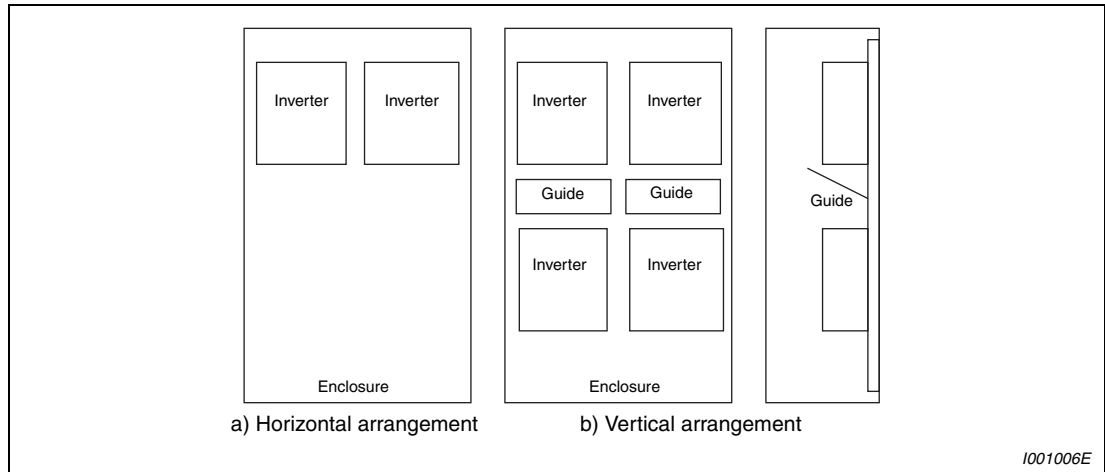 Inverter Inverter
Enclosure
a) Horizontal arrangement
Inverter Inverter
Guide Guide
Inverter Inverter
Enclosure
b) Vertical arrangement
Guide
I001006E